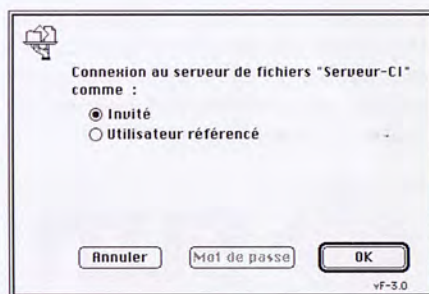 Connexion au serveur de fichiers "Serveur-CI"
comme :
Invité
Utilisateur référencé
Annuler
Mot de passe
OK
vF-3.0